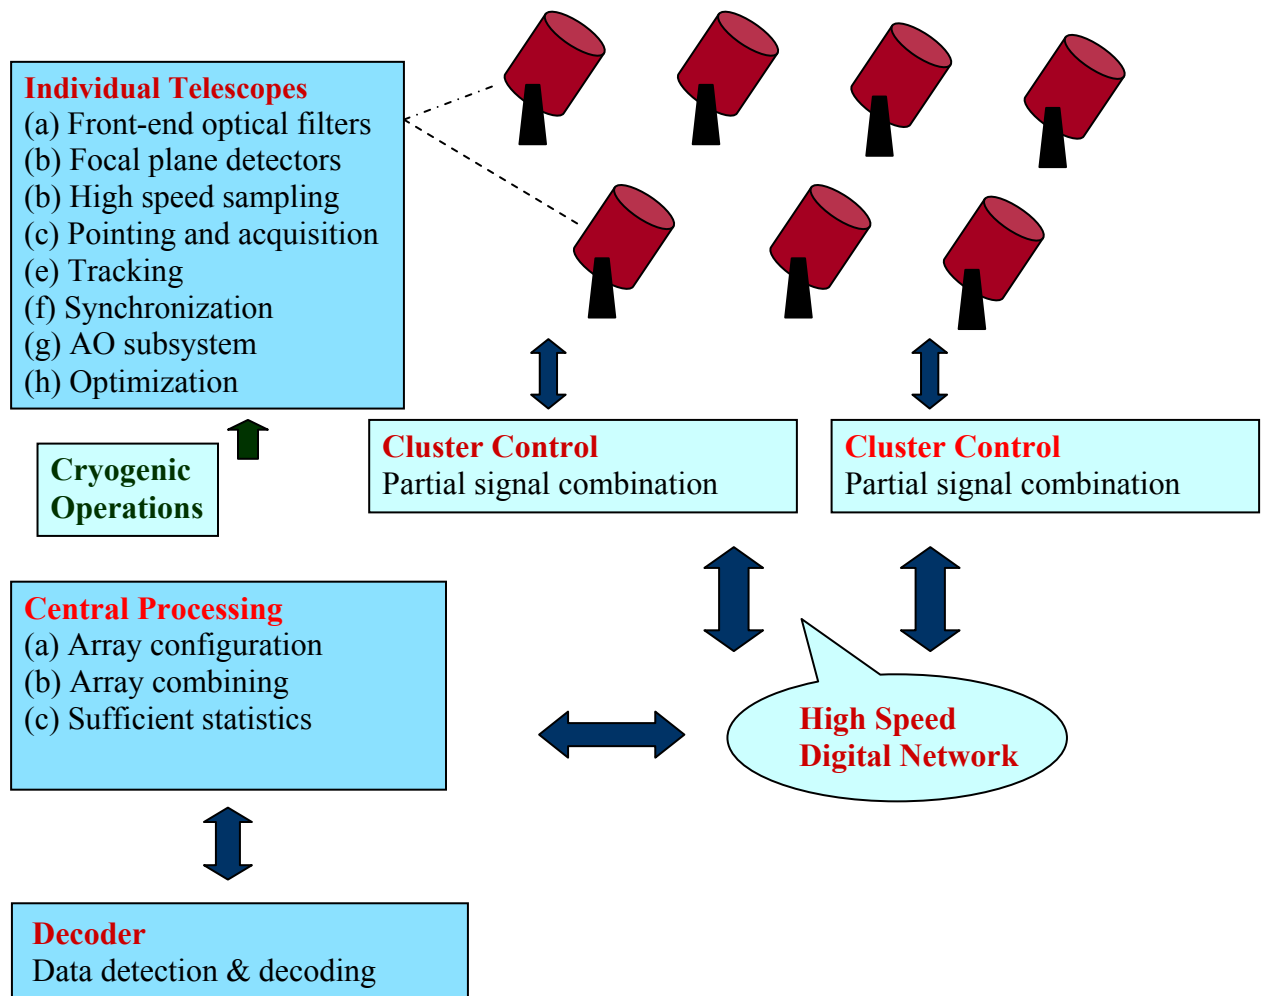 Individual Telescopes
(a) Front-end optical filters
(b) Focal plane detectors
(b) High speed sampling
(c) Pointing and acquisition
(e) Tracking
(f) Synchronization
(g) AO subsystem
(h) Optimization
Cryogenic
Operations
Cluster Control
Partial signal combination
Cluster Control
Partial signal combination
Central Processing
(a) Array configuration
(b) Array combining
(c) Sufficient statistics
High Speed
Digital Network
Decoder
Data detection & decoding